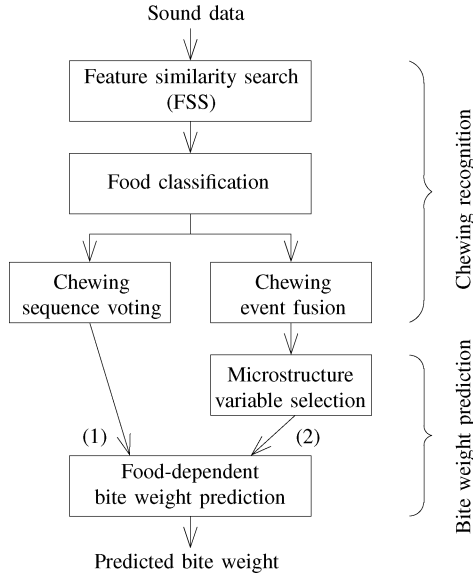 Sound data
Feature similarity search
(FSS)
Food classification
Chewing
sequence voting
Chewing
event fusion
Chewing recognition
Microstructure
variable selection
(1)
(2)
Food-dependent
bite weight prediction
Bite weight prediction
Predicted bite weight